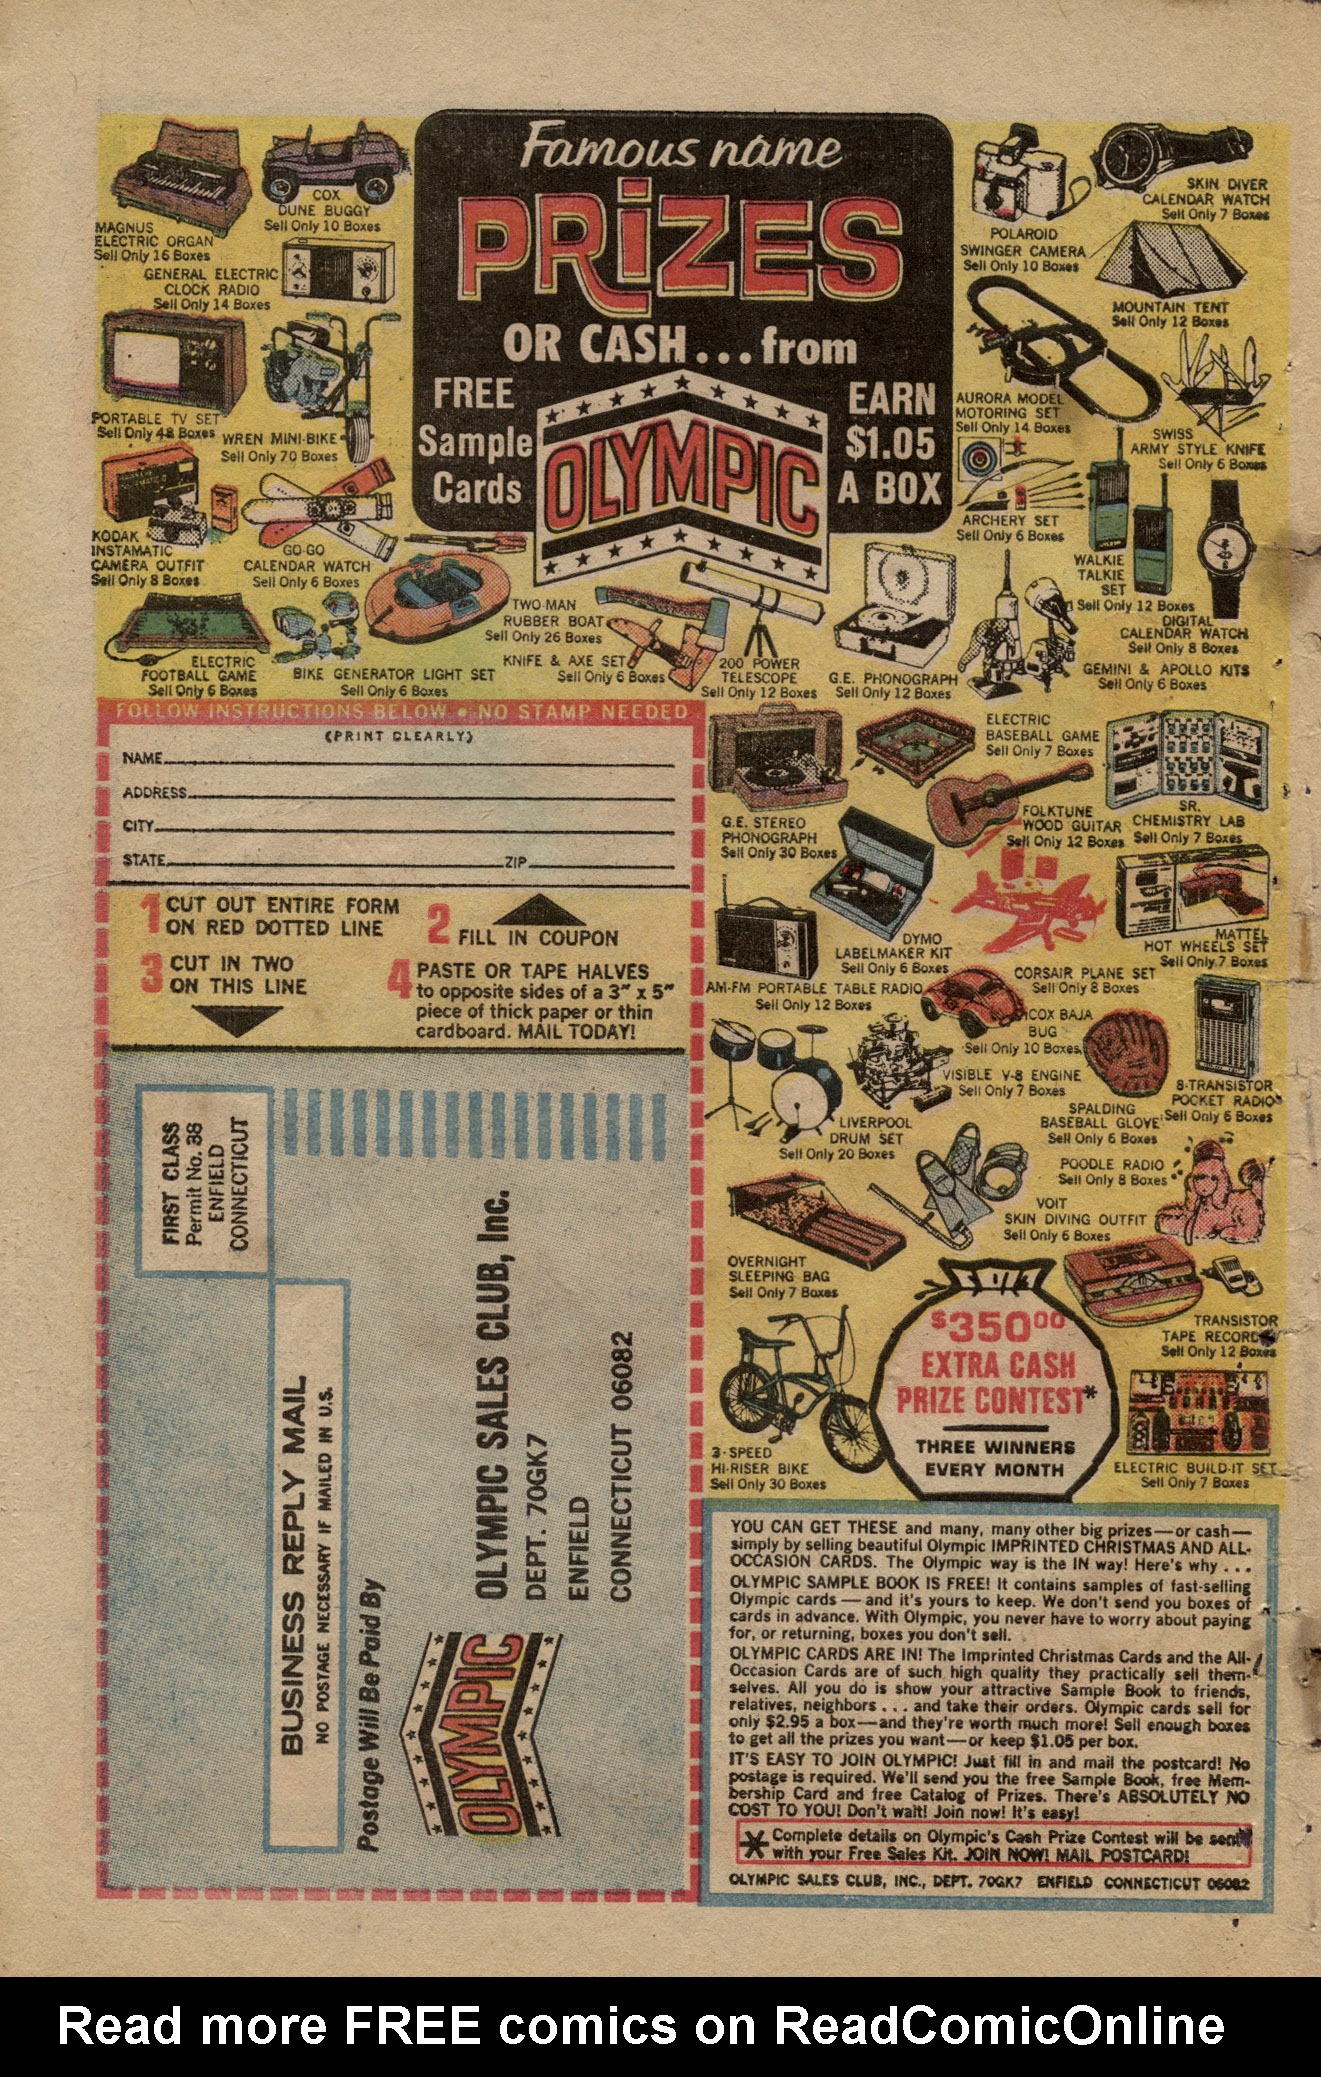 Famous name
PRiZES
OR CASH...from
FREE
Sample
Cards
OLYMPIC
EARN
$1.05
A BOX
MAGNUS
ELECTRIC ORGAN
Sell Only 16 Boxes
COX
DUNE BUGGY
Sell Only 10 Boxes
GENERAL ELECTRIC
CLOCK RADIO
Sell Only 14 Boxes
PORTABLE TV SET
Sell Only 48 Boxes
WREN MINI-BIKE
Sell Only 70 Boxes
KODAK
INSTAMATIC
CAMERA OUTFIT
Sell Only 8 Boxes
GO-GO
CALENDAR WATCH
Sell Only 6 Boxes
TWO-MAN
RUBBER BOAT
Sell Only 26 Boxes
ELECTRIC
FOOTBALL GAME
Sell Only 6 Boxes
BIKE GENERATOR LIGHT SET
Sell Only 6 Boxes
KNIFE & AXE SET
Sell Only 6 Boxes
200 POWER
TELESCOPE
Sell Only 12 Boxes
G.E. PHONOGRAPH
Sell Only 12 Boxes
POLAROID
SWINGER CAMERA
Sell Only 10 Boxes
SKIN DIVER
CALENDAR WATCH
Sell Only 7 Boxes
MOUNTAIN TENT
Sell Only 12 Boxes
AURORA MODEL
MOTORING SET
Sell Only 14 Boxes
SWISS
ARMY STYLE KNIFE
Sell Only 6 Boxes
ARCHERY SET
Sell Only 6 Boxes
WALKIE
TALKIE
SET
Sell Only 12 Boxes
DIGITAL
CALENDAR WATCH
Sell Only 8 Boxes
GEMINI & APOLLO KITS
Sell Only 6 Boxes
FOLLOW INSTRUCTIONS BELOW • NO STAMP NEEDED
(PRINT CLEARLY)
NAME
ADDRESS
CITY
STATE ZIP
1 CUT OUT ENTIRE FORM
ON RED DOTTED LINE
2 FILL IN COUPON
3 CUT IN TWO
ON THIS LINE
4 PASTE OR TAPE HALVES
to opposite sides of a 3" x 5"
piece of thick paper or thin
cardboard. MAIL TODAY!
FIRST CLASS
Permit No. 38
ENFIELD
CONNECTICUT
BUSINESS REPLY MAIL
NO POSTAGE NECESSARY IF MAILED IN U.S.
Postage Will Be Paid By
OLYMPIC
OLYMPIC SALES CLUB, Inc.
DEPT. 70GK7
ENFIELD
CONNECTICUT 06082
G.E. STEREO
PHONOGRAPH
Sell Only 30 Boxes
ELECTRIC
BASEBALL GAME
Sell Only 7 Boxes
FOLKTUNE
WOOD GUITAR
Sell Only 12 Boxes
SR.
CHEMISTRY LAB
Sell Only 7 Boxes
DYMO
LABELMAKER KIT
Sell Only 6 Boxes
MATTEL
HOT WHEELS SET
Sell Only 7 Boxes
AM-FM PORTABLE TABLE RADIO
Sell Only 12 Boxes
CORSAIR PLANE SET
Sell Only 8 Boxes
COX BAJA
BUG
Sell Only 10 Boxes
VISIBLE V-8 ENGINE
Sell Only 7 Boxes
8-TRANSISTOR
POCKET RADIO
Sell Only 6 Boxes
LIVERPOOL
DRUM SET
Sell Only 20 Boxes
SPALDING
BASEBALL GLOVE
Sell Only 6 Boxes
POODLE RADIO
Sell Only 8 Boxes
VOIT
SKIN DIVING OUTFIT
Sell Only 6 Boxes
OVERNIGHT
SLEEPING BAG
Sell Only 7 Boxes
TRANSISTOR
TAPE RECORDER
Sell Only 12 Boxes
3-SPEED
HI-RISER BIKE
Sell Only 30 Boxes
$350.00
EXTRA CASH
PRIZE CONTEST*
THREE WINNERS
EVERY MONTH
ELECTRIC BUILD-IT SET
Sell Only 7 Boxes
YOU CAN GET THESE and many, many other big prizes—or cash—
simply by selling beautiful Olympic IMPRINTED CHRISTMAS AND ALL-
OCCASION CARDS. The Olympic way is the IN way! Here's why...
OLYMPIC SAMPLE BOOK IS FREE! It contains samples of fast-selling
Olympic cards — and it's yours to keep. We don't send you boxes of
cards in advance. With Olympic, you never have to worry about paying
for, or returning, boxes you don't sell.
OLYMPIC CARDS ARE IN! The Imprinted Christmas Cards and the All-
Occasion Cards are of such high quality they practically sell them-
selves. All you do is show your attractive Sample Book to friends,
relatives, neighbors... and take their orders. Olympic cards sell for
only $2.95 a box—and they're worth much more! Sell enough boxes
to get all the prizes you want—or keep $1.05 per box.
IT'S EASY TO JOIN OLYMPIC! Just fill in and mail the postcard! No
postage is required. We'll send you the free Sample Book, free Mem-
bership Card and free Catalog of Prizes. There's ABSOLUTELY NO
COST TO YOU! Don't wait! Join now! It's easy!
* Complete details on Olympic's Cash Prize Contest will be sent
with your Free Sales Kit. JOIN NOW! MAIL POSTCARD!
OLYMPIC SALES CLUB, INC., DEPT. 70GK7 ENFIELD CONNECTICUT 06082
Read more FREE comics on ReadComicOnline